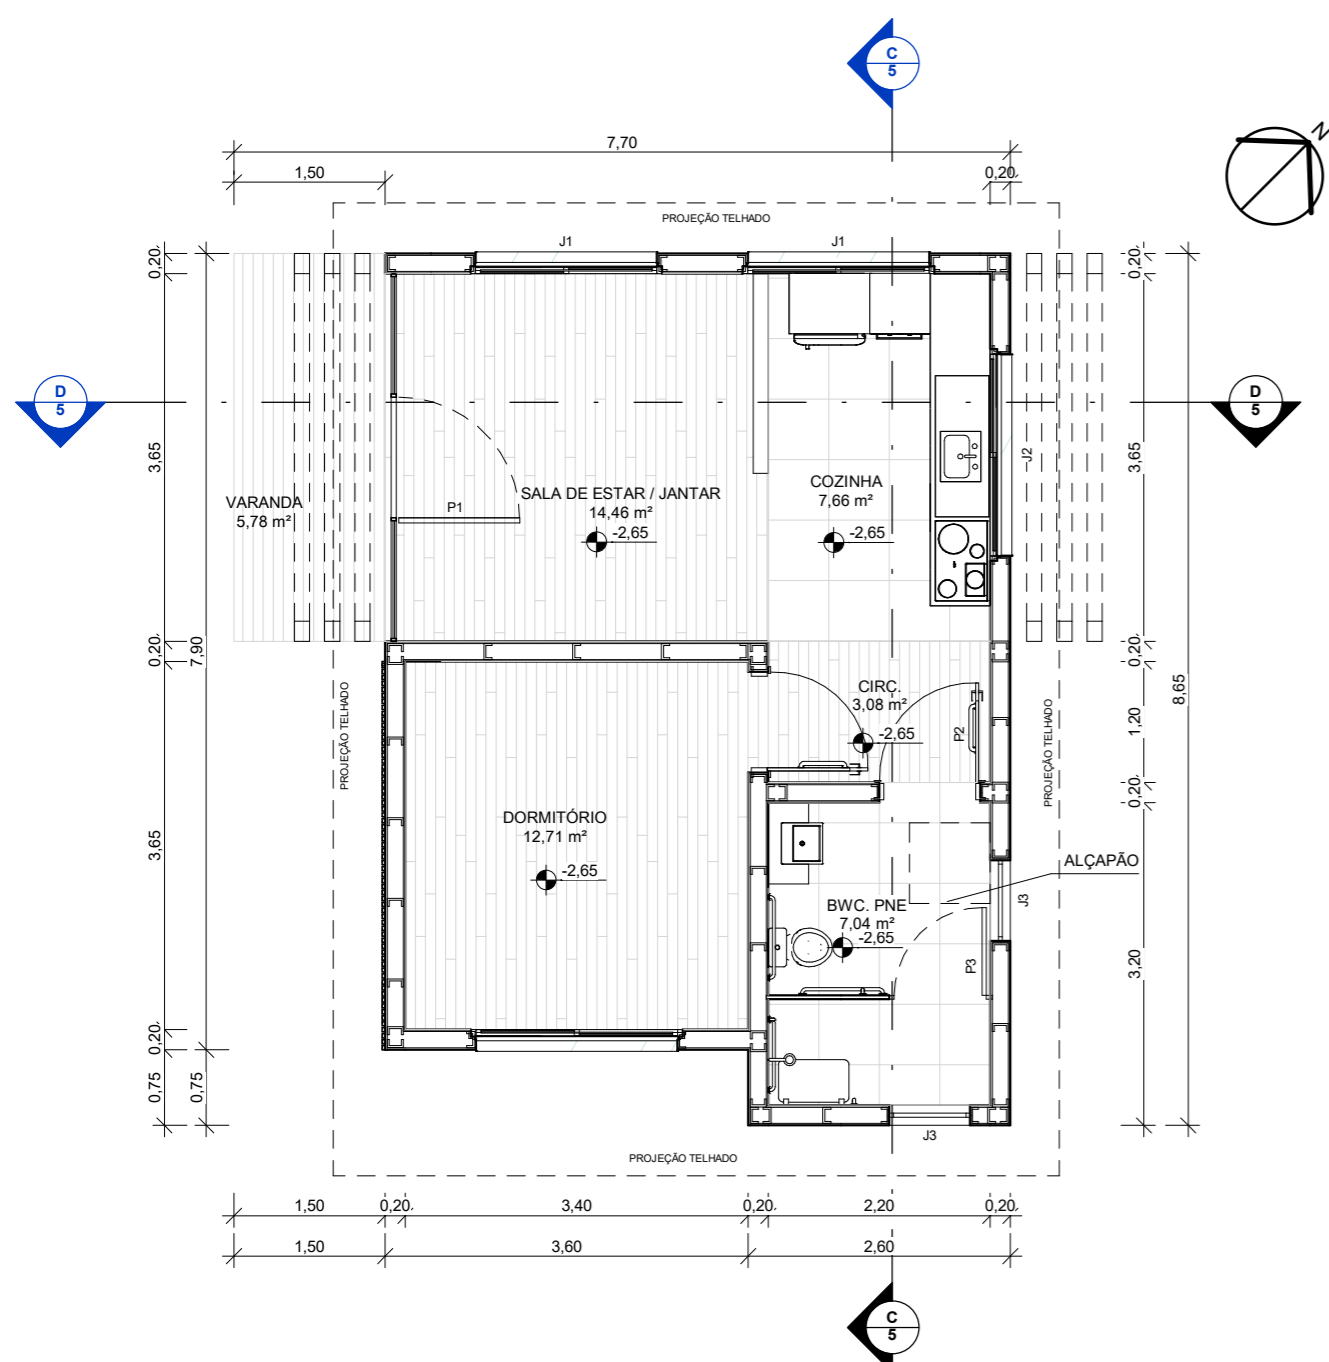 C
5
7,70
N
1,50
0,20
PROJEÇÃO TELHADO
J1
J1
0,20
0,20
D
5
D
5
3,65
3,65
J2
COZINHA
7,66 m²
-2,65
SALA DE ESTAR / JANTAR
14,46 m²
-2,65
P1
VARANDA
5,78 m²
0,20
7,90
0,20
8,65
CIRC.
3,08 m²
-2,65
P2
1,20
PROJEÇÃO TELHADO
PROJEÇÃO TELHADO
0,20
DORMITÓRIO
12,71 m²
-2,65
3,65
ALÇAPÃO
J3
BWC. PNE
7,04 m²
-2,65
P3
3,20
0,20
0,75
0,75
J3
PROJEÇÃO TELHADO
1,50
0,20
3,40
0,20
2,20
0,20
1,50
3,60
2,60
C
5